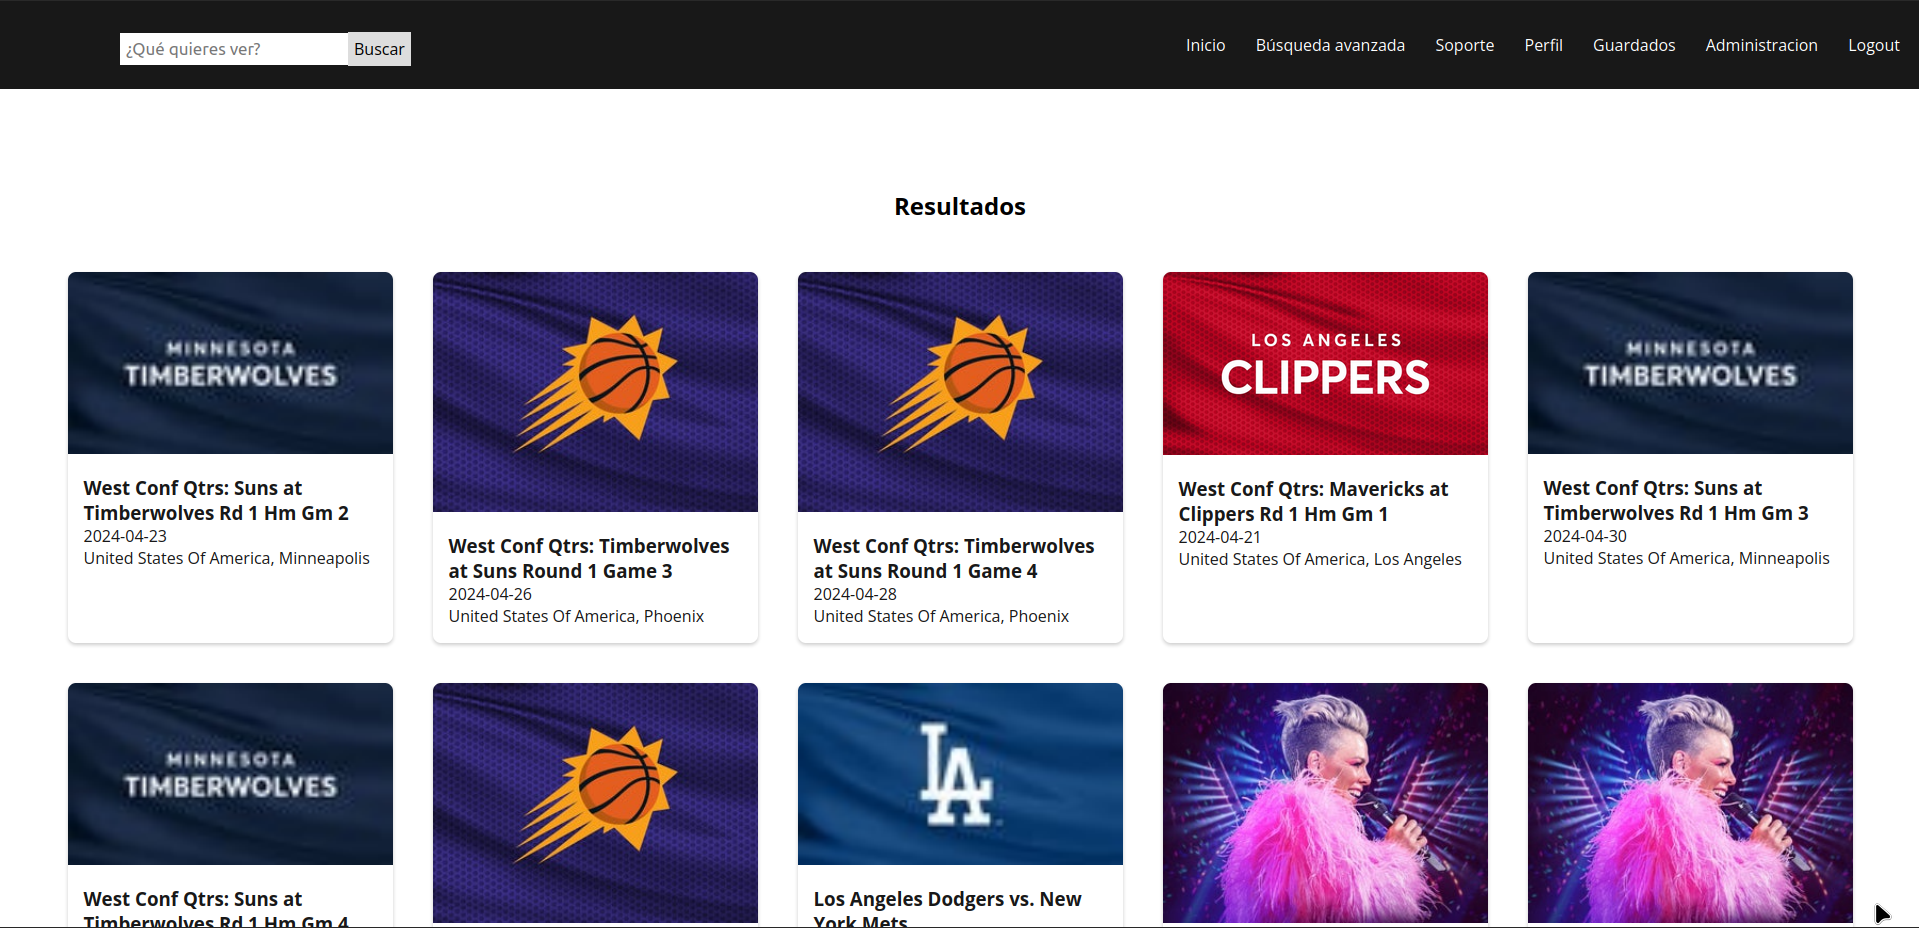 ¿Qué quieres ver?
Buscar
Inicio
Búsqueda avanzada
Soporte
Perfil
Guardados
Administracion
Logout
Resultados
MINNESOTA
TIMBERWOLVES
West Conf Qtrs: Suns at
Timberwolves Rd 1 Hm Gm 2
2024-04-23
United States Of America, Minneapolis
West Conf Qtrs: Timberwolves
at Suns Round 1 Game 3
2024-04-26
United States Of America, Phoenix
West Conf Qtrs: Timberwolves
at Suns Round 1 Game 4
2024-04-28
United States Of America, Phoenix
LOS ANGELES
CLIPPERS
West Conf Qtrs: Mavericks at
Clippers Rd 1 Hm Gm 1
2024-04-21
United States Of America, Los Angeles
MINNESOTA
TIMBERWOLVES
West Conf Qtrs: Suns at
Timberwolves Rd 1 Hm Gm 3
2024-04-30
United States Of America, Minneapolis
MINNESOTA
TIMBERWOLVES
West Conf Qtrs: Suns at
Timberwolves Rd 1 Hm Gm 4
LA
Los Angeles Dodgers vs. New
York Mets